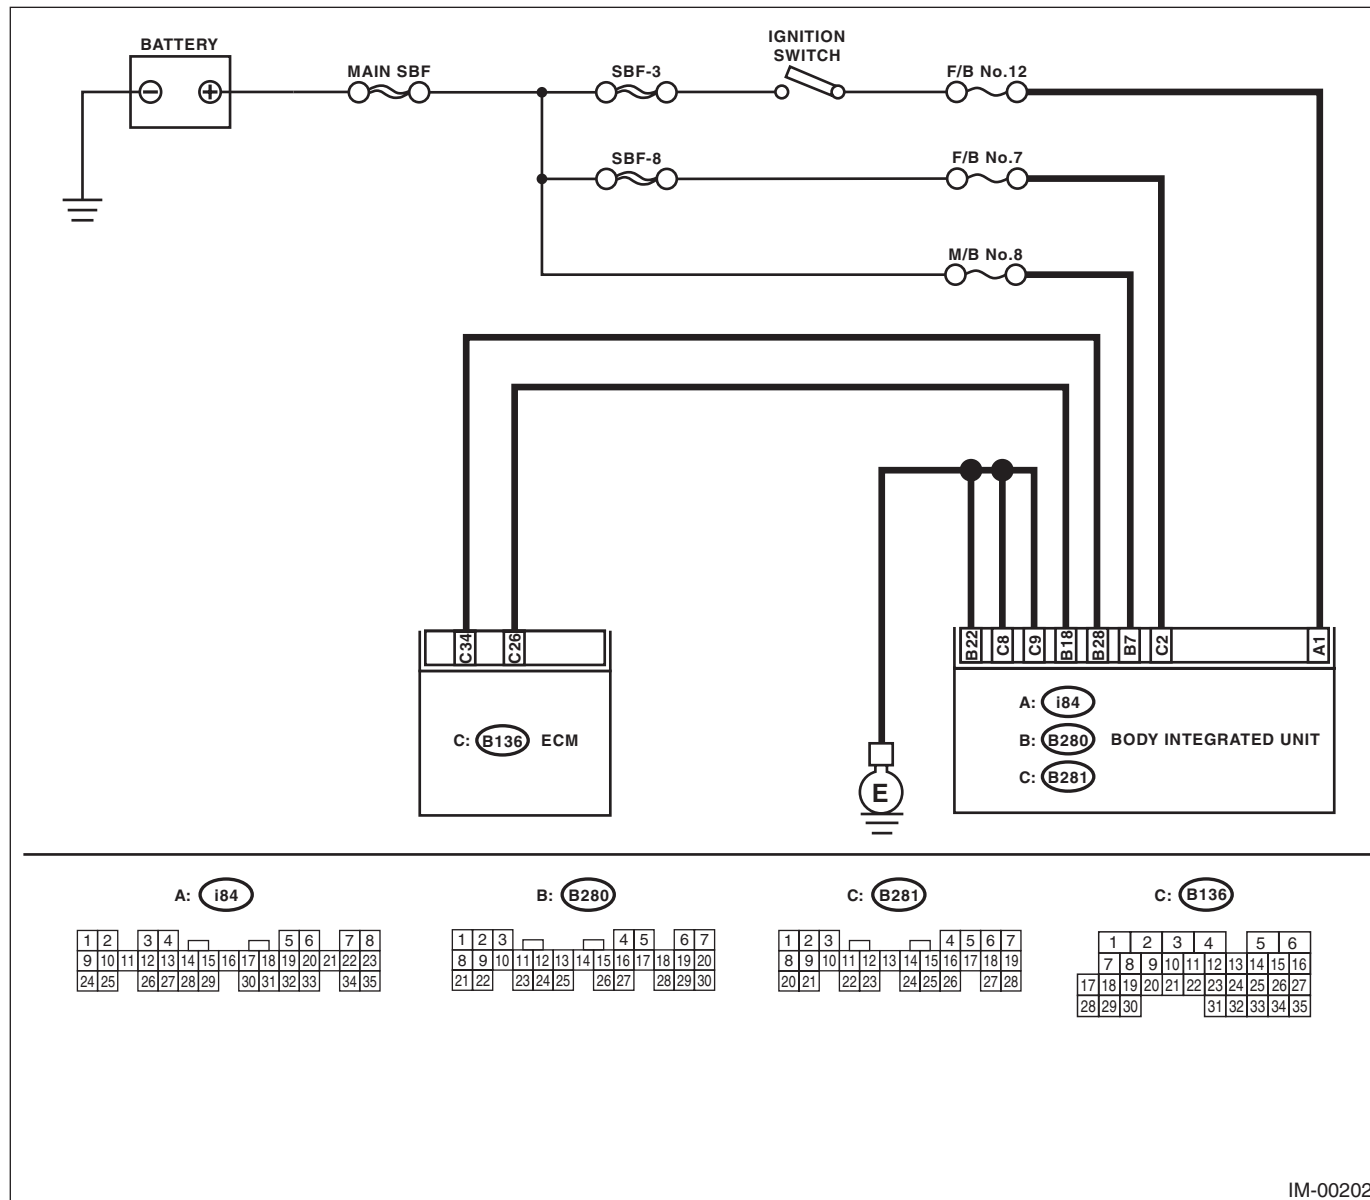 BATTERY
IGNITION
SWITCH
MAIN SBF
SBF-3
F/B No.12
SBF-8
F/B No.7
M/B No.8
C34
C26
B22
C8
C9
B18
B28
B7
C2
A1
C: B136 ECM
A: i84
B: B280 BODY INTEGRATED UNIT
C: B281
E
A: i84
1 2 3 4 5 6 7 8
9 10 11 12 13 14 15 16 17 18 19 20 21 22 23
24 25 26 27 28 29 30 31 32 33 34 35
B: B280
1 2 3 4 5 6 7
8 9 10 11 12 13 14 15 16 17 18 19 20
21 22 23 24 25 26 27 28 29 30
C: B281
1 2 3 4 5 6 7
8 9 10 11 12 13 14 15 16 17 18 19
20 21 22 23 24 25 26 27 28
C: B136
1 2 3 4 5 6
7 8 9 10 11 12 13 14 15 16
17 18 19 20 21 22 23 24 25 26 27
28 29 30 31 32 33 34 35
IM-00202